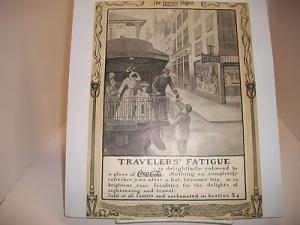 The Literary Digest
TRAVELERS' FATIGUE
is delightfully relieved by
a glass of Coca-Cola. Nothing so completely
refreshes you after a hot, tiresome trip, or so
heightens your faculties for the delights of
sightseeing and travel.
Sold at all founts and carbonated in bottles 5¢.